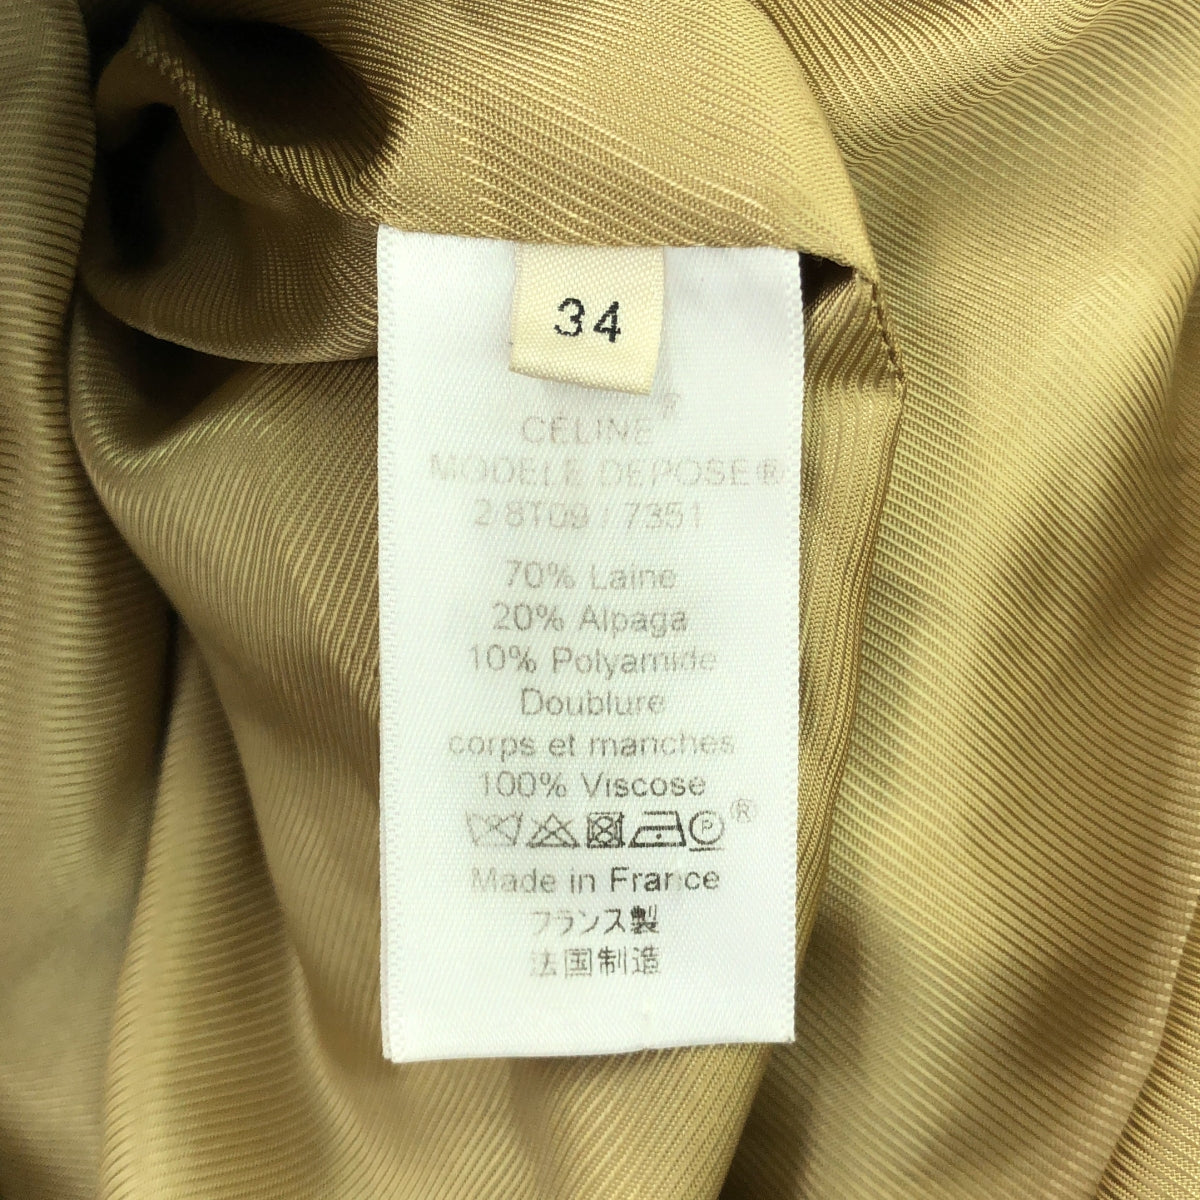 34
CÉLINE®
MODELE DEPOSE®
2 8T09 / 7351
70% Laine
20% Alpaga
10% Polyamide
Doublure
corps et manches
100% Viscose
P ®
Made in France
フランス製
法国制造